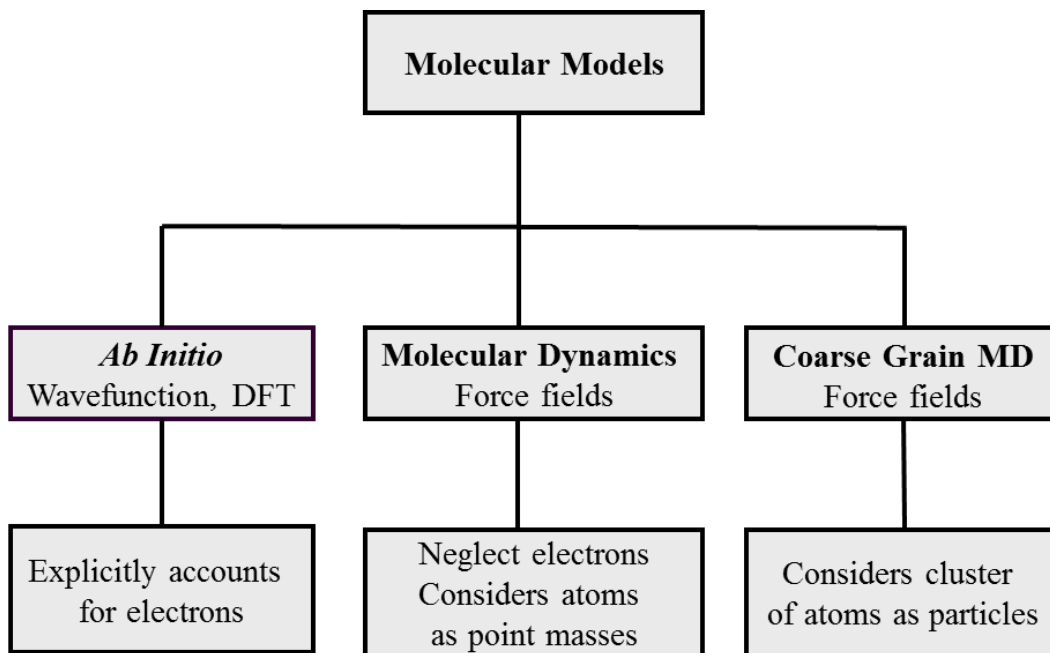 Molecular Models
Ab Initio
Wavefunction, DFT
Molecular Dynamics
Force fields
Coarse Grain MD
Force fields
Explicitly accounts
for electrons
Neglect electrons
Considers atoms
as point masses
Considers cluster
of atoms as particles